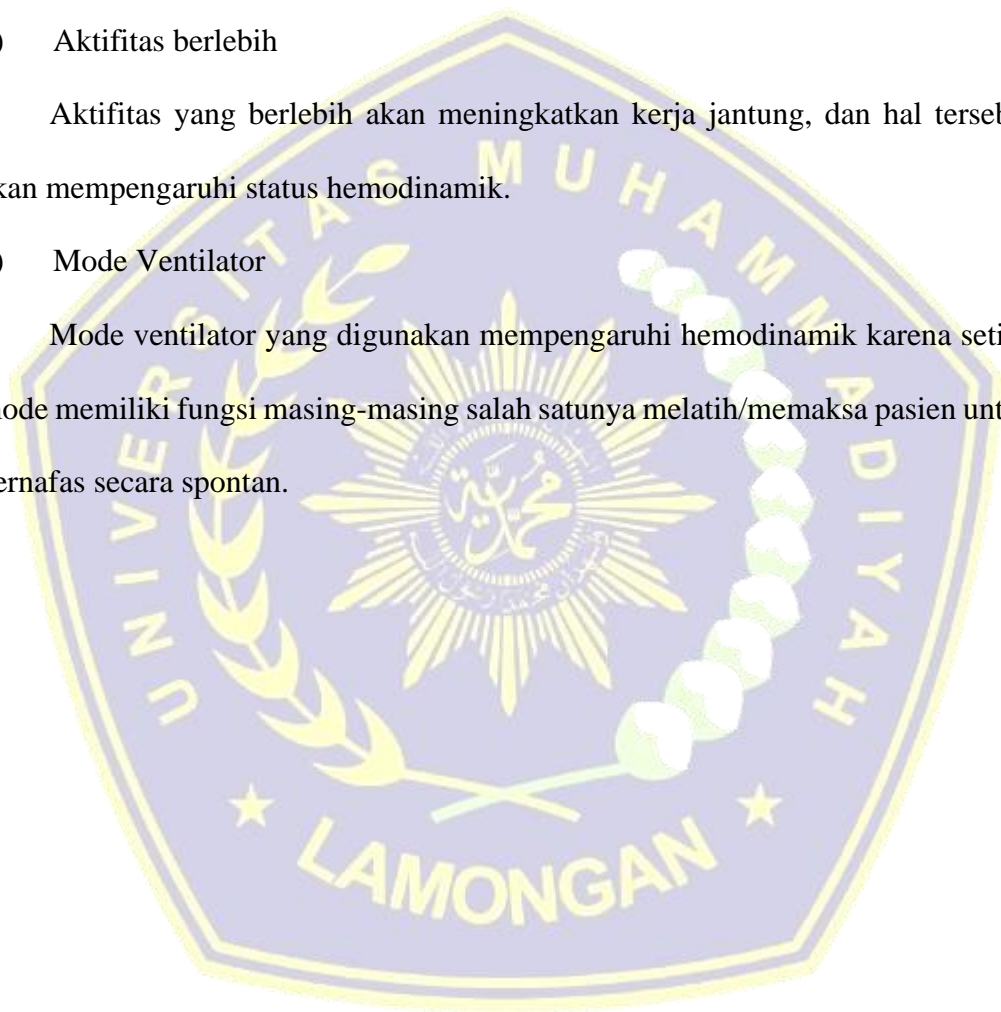 ) Aktifitas berlebih
Aktifitas yang berlebih akan meningkatkan kerja jantung, dan hal terseb
kan mempengaruhi status hemodinamik.
) Mode Ventilator
Mode ventilator yang digunakan mempengaruhi hemodinamik karena seti
ode memiliki fungsi masing-masing salah satunya melatih/memaksa pasien unt
ernafas secara spontan.
UNIVERSITAS MUHAMMADIYAH
محمدية
LAMONGAN